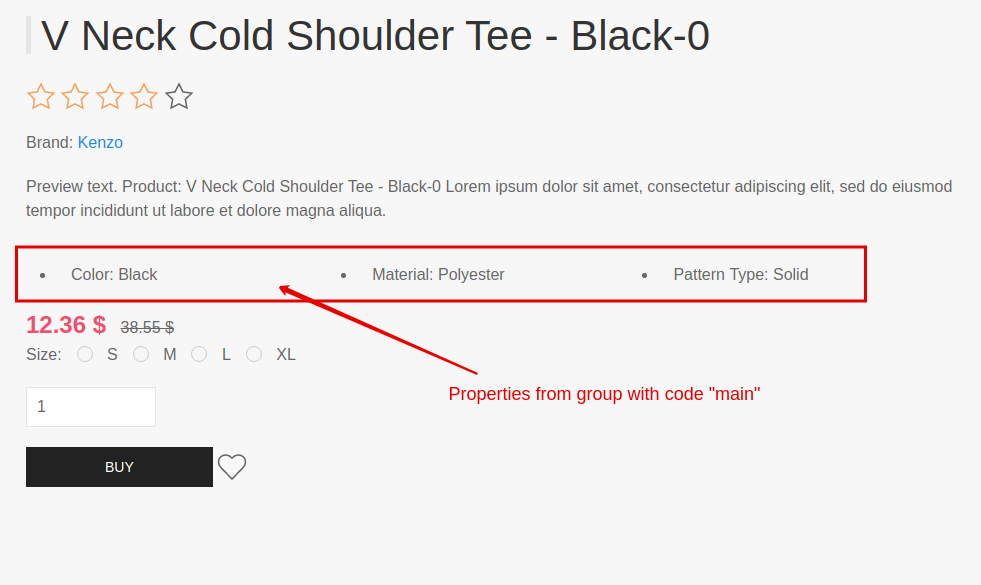 V Neck Cold Shoulder Tee - Black-0
Brand: Kenzo
Preview text. Product: V Neck Cold Shoulder Tee - Black-0 Lorem ipsum dolor sit amet, consectetur adipiscing elit, sed do eiusmod
tempor incididunt ut labore et dolore magna aliqua.
• Color: Black • Material: Polyester • Pattern Type: Solid
12.36 $ 38.55 $
Size: S M L XL
Properties from group with code "main"
1
BUY